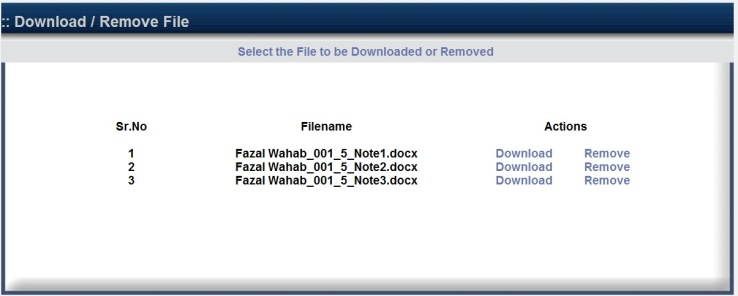 :: Download / Remove File
Select the File to be Downloaded or Removed
Sr.No Filename Actions
1 Fazal Wahab_001_5_Note1.docx Download Remove
2 Fazal Wahab_001_5_Note2.docx Download Remove
3 Fazal Wahab_001_5_Note3.docx Download Remove